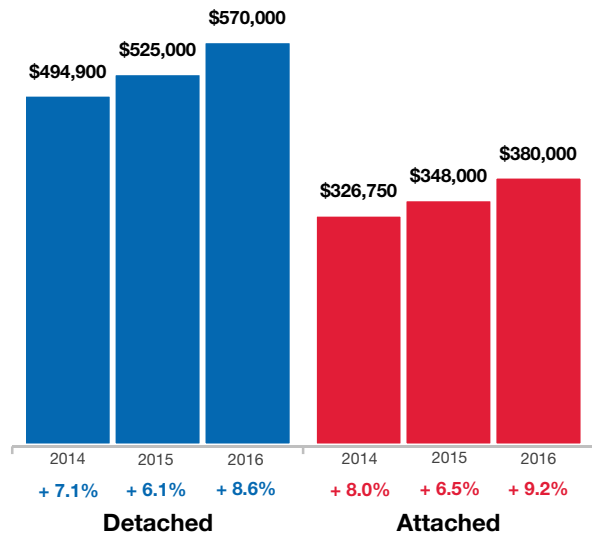 $570,000
$525,000
$494,900
$380,000
$348,000
$326,750
2014 2015 2016 2014 2015 2016
+ 7.1% + 6.1% + 8.6% + 8.0% + 6.5% + 9.2%
Detached Attached